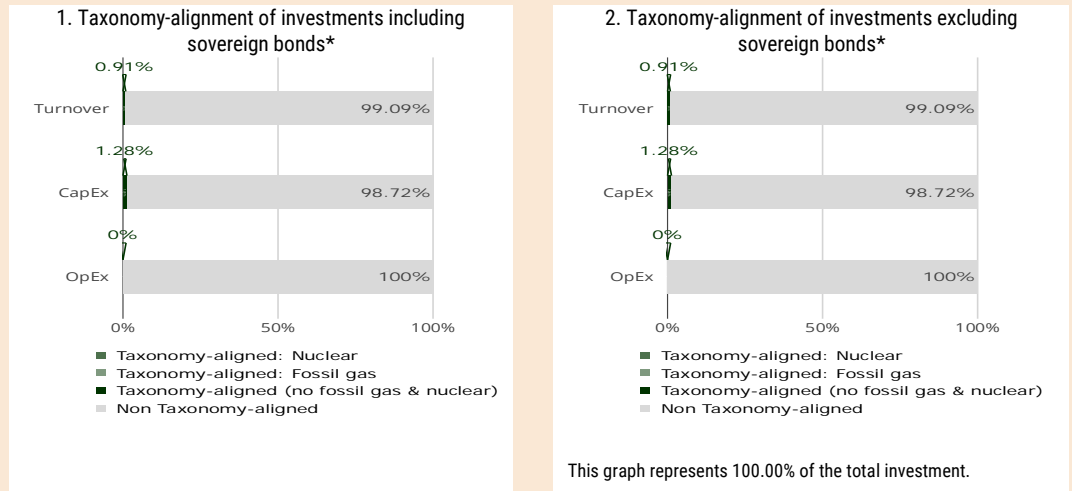 1. Taxonomy-alignment of investments including
sovereign bonds*
0.91%
Turnover
99.09%
1.28%
CapEx
98.72%
0%
OpEx
100%
0%
50%
100%
Taxonomy-aligned: Nuclear
Taxonomy-aligned: Fossil gas
Taxonomy-aligned (no fossil gas & nuclear)
Non Taxonomy-aligned
2. Taxonomy-alignment of investments excluding
sovereign bonds*
0.91%
Turnover
99.09%
1.28%
CapEx
98.72%
0%
OpEx
100%
0%
50%
100%
Taxonomy-aligned: Nuclear
Taxonomy-aligned: Fossil gas
Taxonomy-aligned (no fossil gas & nuclear)
Non Taxonomy-aligned
This graph represents 100.00% of the total investment.